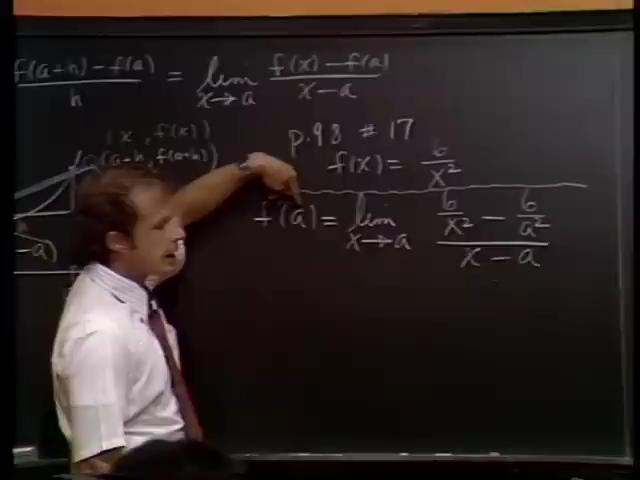 f(a+h) - f(a) / h = lim x→a f(x) - f(a) / x - a
(x, f(x))
(a+h, f(a+h))
- a)
p.98 # 17
f(x) = 6 / x²
f'(a) = lim x→a 6/x² - 6/a² / x - a